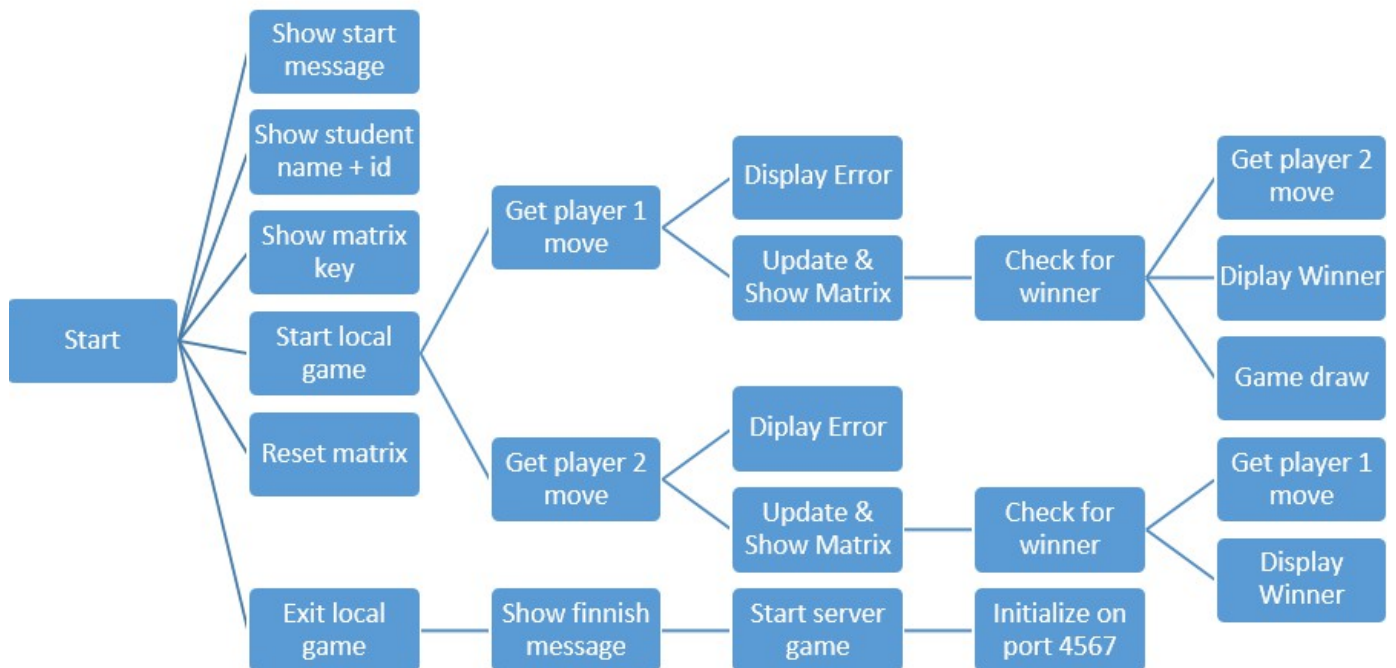 Start
Show start
message
Show student
name + id
Show matrix
key
Start local
game
Reset matrix
Exit local
game
Get player 1
move
Get player 2
move
Show finnish
message
Display Error
Update &
Show Matrix
Diplay Error
Update &
Show Matrix
Start server
game
Check for
winner
Check for
winner
Initialize on
port 4567
Get player 2
move
Diplay Winner
Game draw
Get player 1
move
Display
Winner